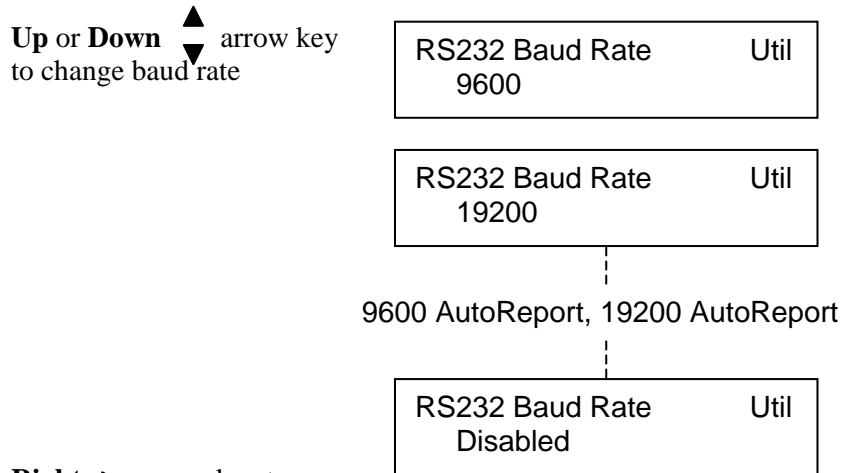 Up or Down arrow key
to change baud rate
RS232 Baud Rate Util
9600
RS232 Baud Rate Util
19200
9600 AutoReport, 19200 AutoReport
RS232 Baud Rate Util
Disabled